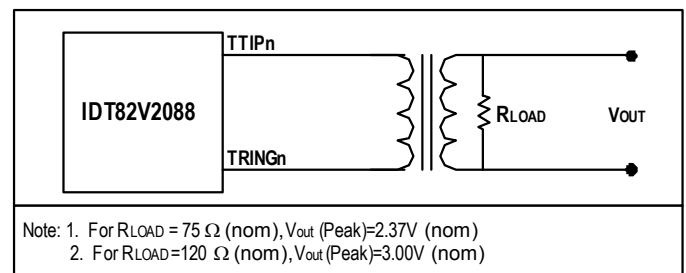 TTIPn
IDT82V2088
RLOAD
VOUT
TRINGn
Note: 1. For RLOAD = 75 Ω (nom), Vout (Peak)=2.37V (nom)
2. For RLOAD=120 Ω (nom), Vout (Peak)=3.00V (nom)